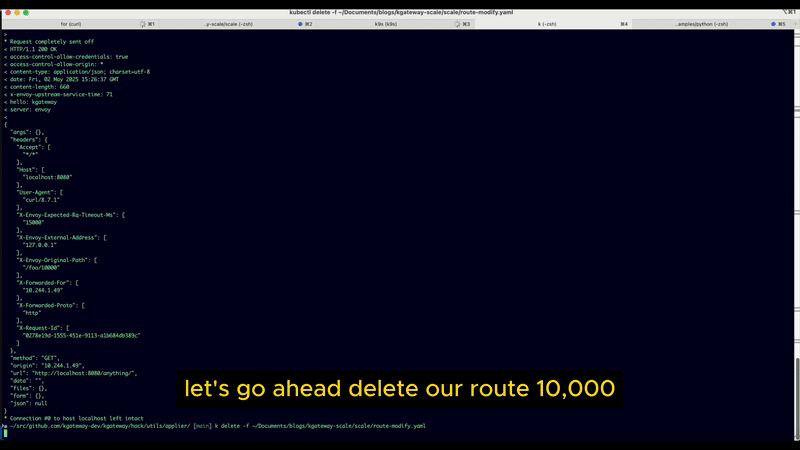 kubectl delete -f ~/Documents/blogs/kgateway-scale/scale/route-modify.yaml
⌥⌘1
for (curl) ⌘1 ..y-scale/scale (-zsh) ⌘2 k9s (k9s) ⌘3 k (-zsh) ⌘4 ...amples/python (-zsh) ⌘5
>
* Request completely sent off
< HTTP/1.1 200 OK
< access-control-allow-credentials: true
< access-control-allow-origin: *
< content-type: application/json; charset=utf-8
< date: Fri, 02 May 2025 15:26:37 GMT
< content-length: 660
< x-envoy-upstream-service-time: 71
< hello: kgateway
< server: envoy
<
{
"args": {},
"headers": {
"Accept": [
"*/*"
],
"Host": [
"localhost:8080"
],
"User-Agent": [
"curl/8.7.1"
],
"X-Envoy-Expected-Rq-Timeout-Ms": [
"15000"
],
"X-Envoy-External-Address": [
"127.0.0.1"
],
"X-Envoy-Original-Path": [
"/foo/10000"
],
"X-Forwarded-For": [
"10.244.1.49"
],
"X-Forwarded-Proto": [
"http"
],
"X-Request-Id": [
"0278e19d-1555-451e-9113-a1b684db389c"
]
},
"method": "GET",
"origin": "10.244.1.49",
"url": "http://localhost:8080/anything/",
"data": "",
"files": {},
"form": {},
"json": null
}
* Connection #0 to host localhost left intact
~/src/github.com/kgateway-dev/kgateway/hack/utils/applier/ [main] k delete -f ~/Documents/blogs/kgateway-scale/scale/route-modify.yaml
let's go ahead delete our route 10,000